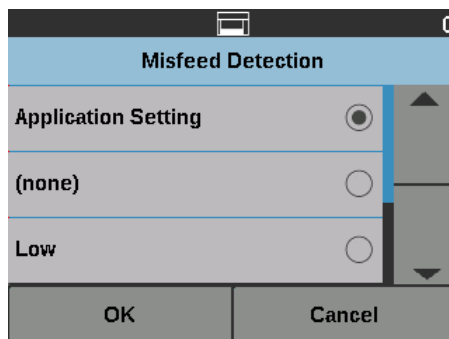 Misfeed Detection
Application Setting
(none)
Low
OK
Cancel